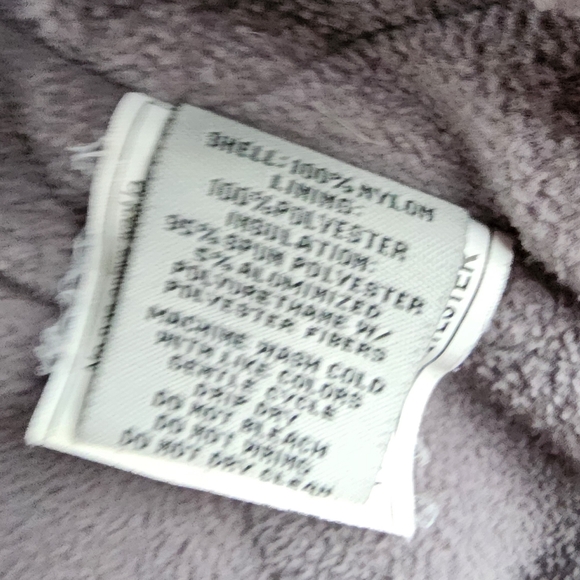 SHELL: 100% NYLON
LINING:
100% POLYESTER
INSULATION:
95% SPUN POLYESTER
5% ALUMINIZED
POLYURETHANE W/
POLYESTER FIBERS
MACHINE WASH COLD
WITH LIKE COLORS
GENTLE CYCLE
DRIP DRY
DO NOT BLEACH
DO NOT WRING
DO NOT DRY CLEAN
ESTER